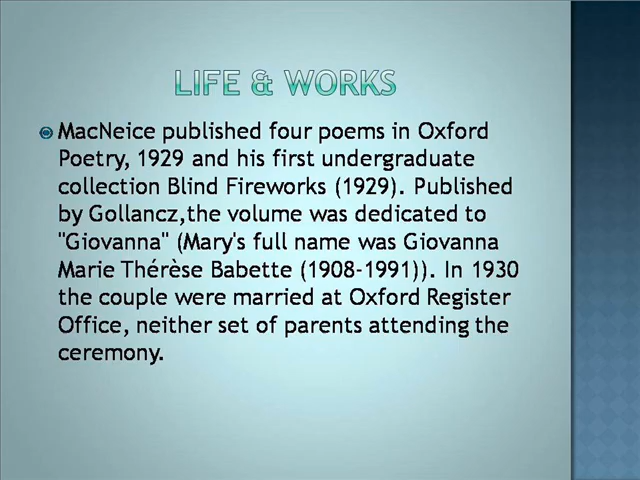 LIFE & WORKS
MacNeice published four poems in Oxford
Poetry, 1929 and his first undergraduate
collection Blind Fireworks (1929). Published
by Gollancz,the volume was dedicated to
"Giovanna" (Mary's full name was Giovanna
Marie Thérèse Babette (1908-1991)). In 1930
the couple were married at Oxford Register
Office, neither set of parents attending the
ceremony.